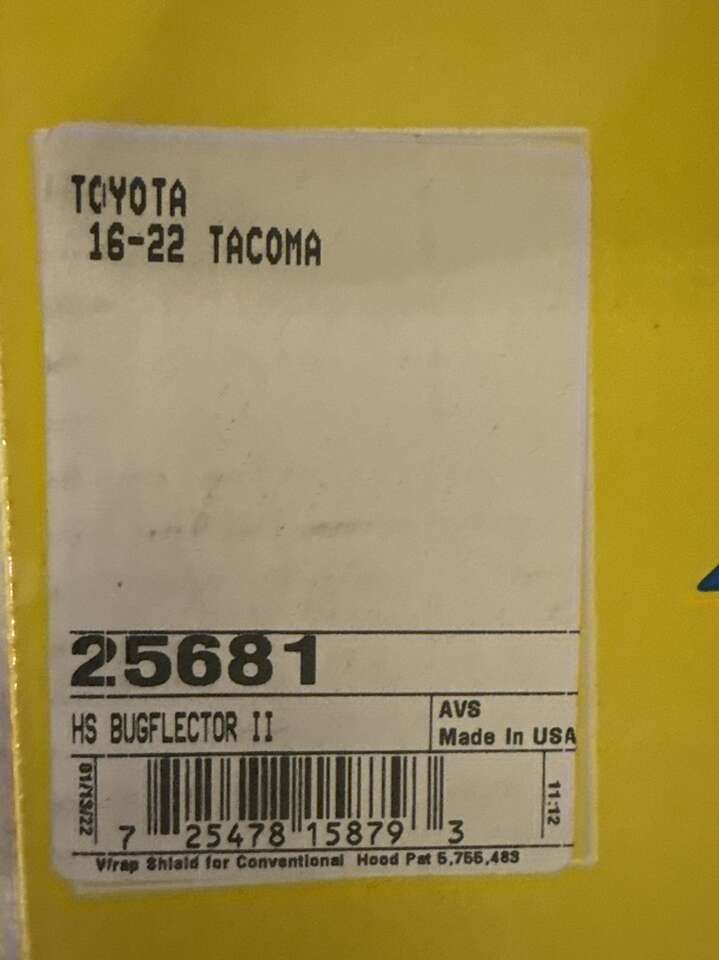 TOYOTA
16-22 TACOMA
25681
HS BUGFLECTOR II
AVS
Made In USA
01/13/22
7 25478 15879 3
11:12
Wrap Shield for Conventional Hood Pat 5,755,483